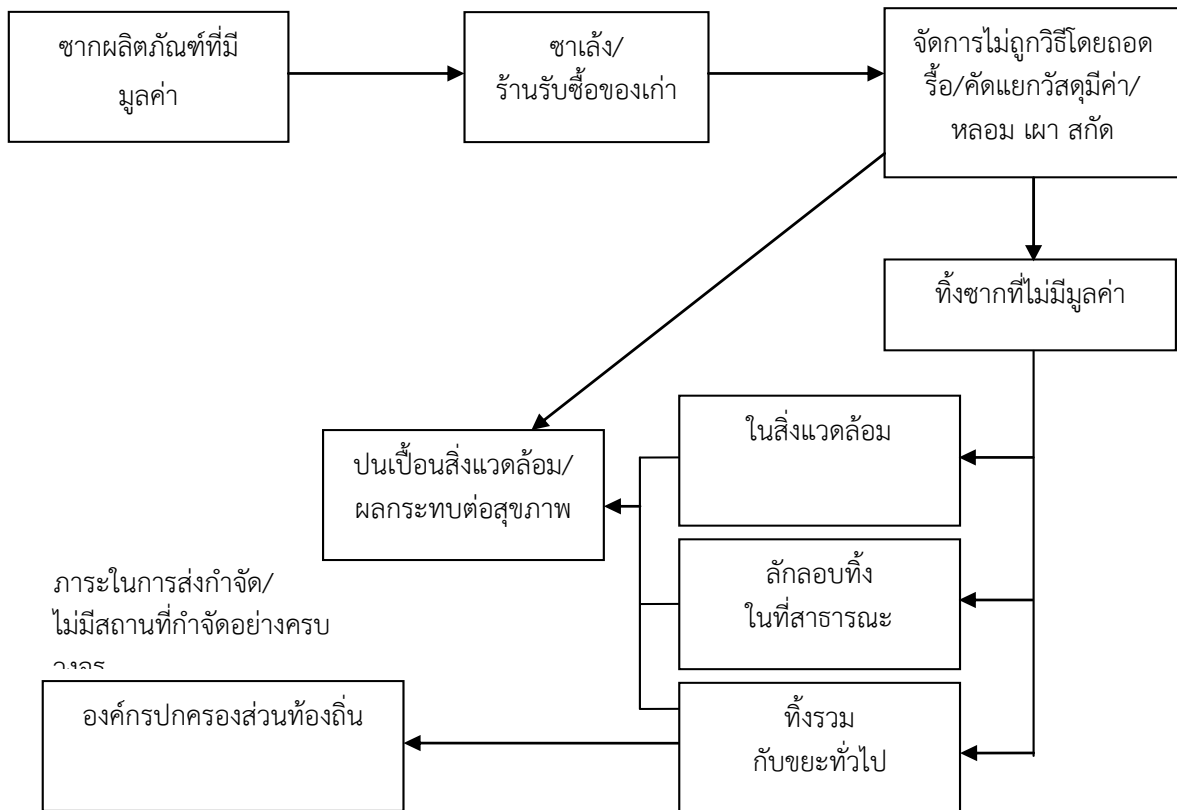 ซากผลิตภัณฑ์ที่มี
มูลค่า
ซาเล้ง/
ร้านรับซื้อของเก่า
จัดการไม่ถูกวิธีโดยถอด
รื้อ/คัดแยกวัสดุมีค่า/
หลอม เผา สกัด
ทิ้งซากที่ไม่มีมูลค่า
ในสิ่งแวดล้อม
ปนเปื้อนสิ่งแวดล้อม/
ผลกระทบต่อสุขภาพ
ลักลอบทิ้ง
ในที่สาธารณะ
ภาระในการส่งกำจัด/
ไม่มีสถานที่กำจัดอย่างครบ
วงจร
องค์กรปกครองส่วนท้องถิ่น
ทิ้งรวม
กับขยะทั่วไป